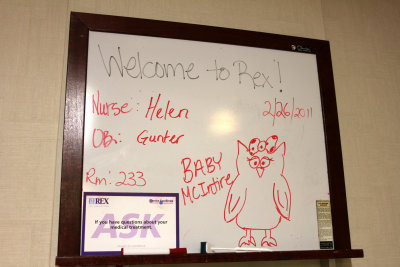 Welcome to Rex!
Nurse: Helen
2/26/2011
OB: Gunter
BABY
McIntire
Rm: 233
REX
ASK
If you have questions about your
medical treatment.